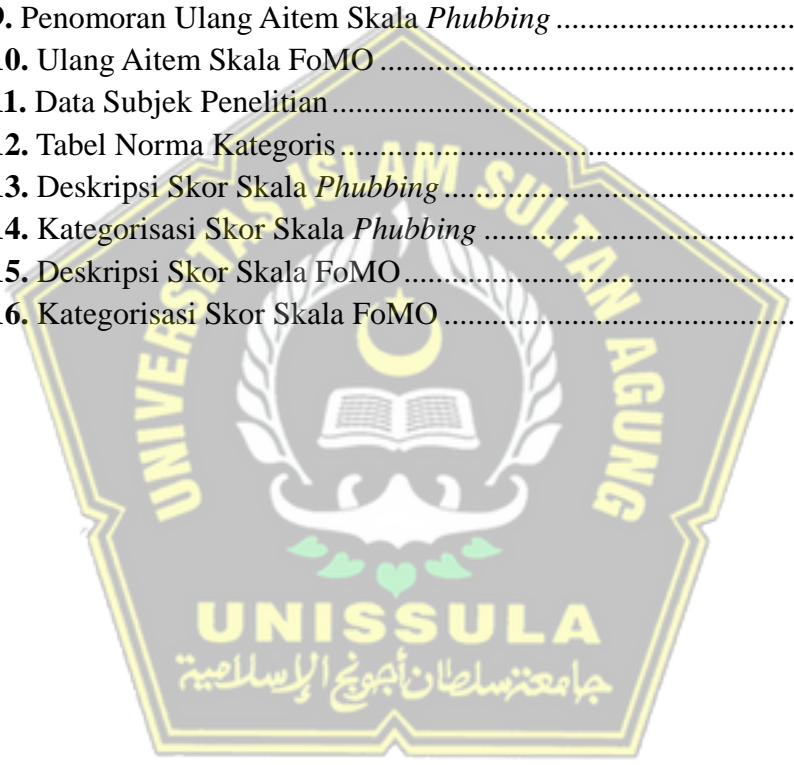 9. Penomoran Ulang Aitem Skala Phubbing ....................................
10. Ulang Aitem Skala FoMO ...............................................................
11. Data Subjek Penelitian ......................................................................
12. Tabel Norma Kategoris .....................................................................
13. Deskripsi Skor Skala Phubbing ........................................................
14. Kategorisasi Skor Skala Phubbing ...................................................
15. Deskripsi Skor Skala FoMO .............................................................
16. Kategorisasi Skor Skala FoMO ........................................................
UNIVERSITAS ISLAM SULTAN AGUNG
UNISSULA
جامعة سلطان أجونج الإسلامية